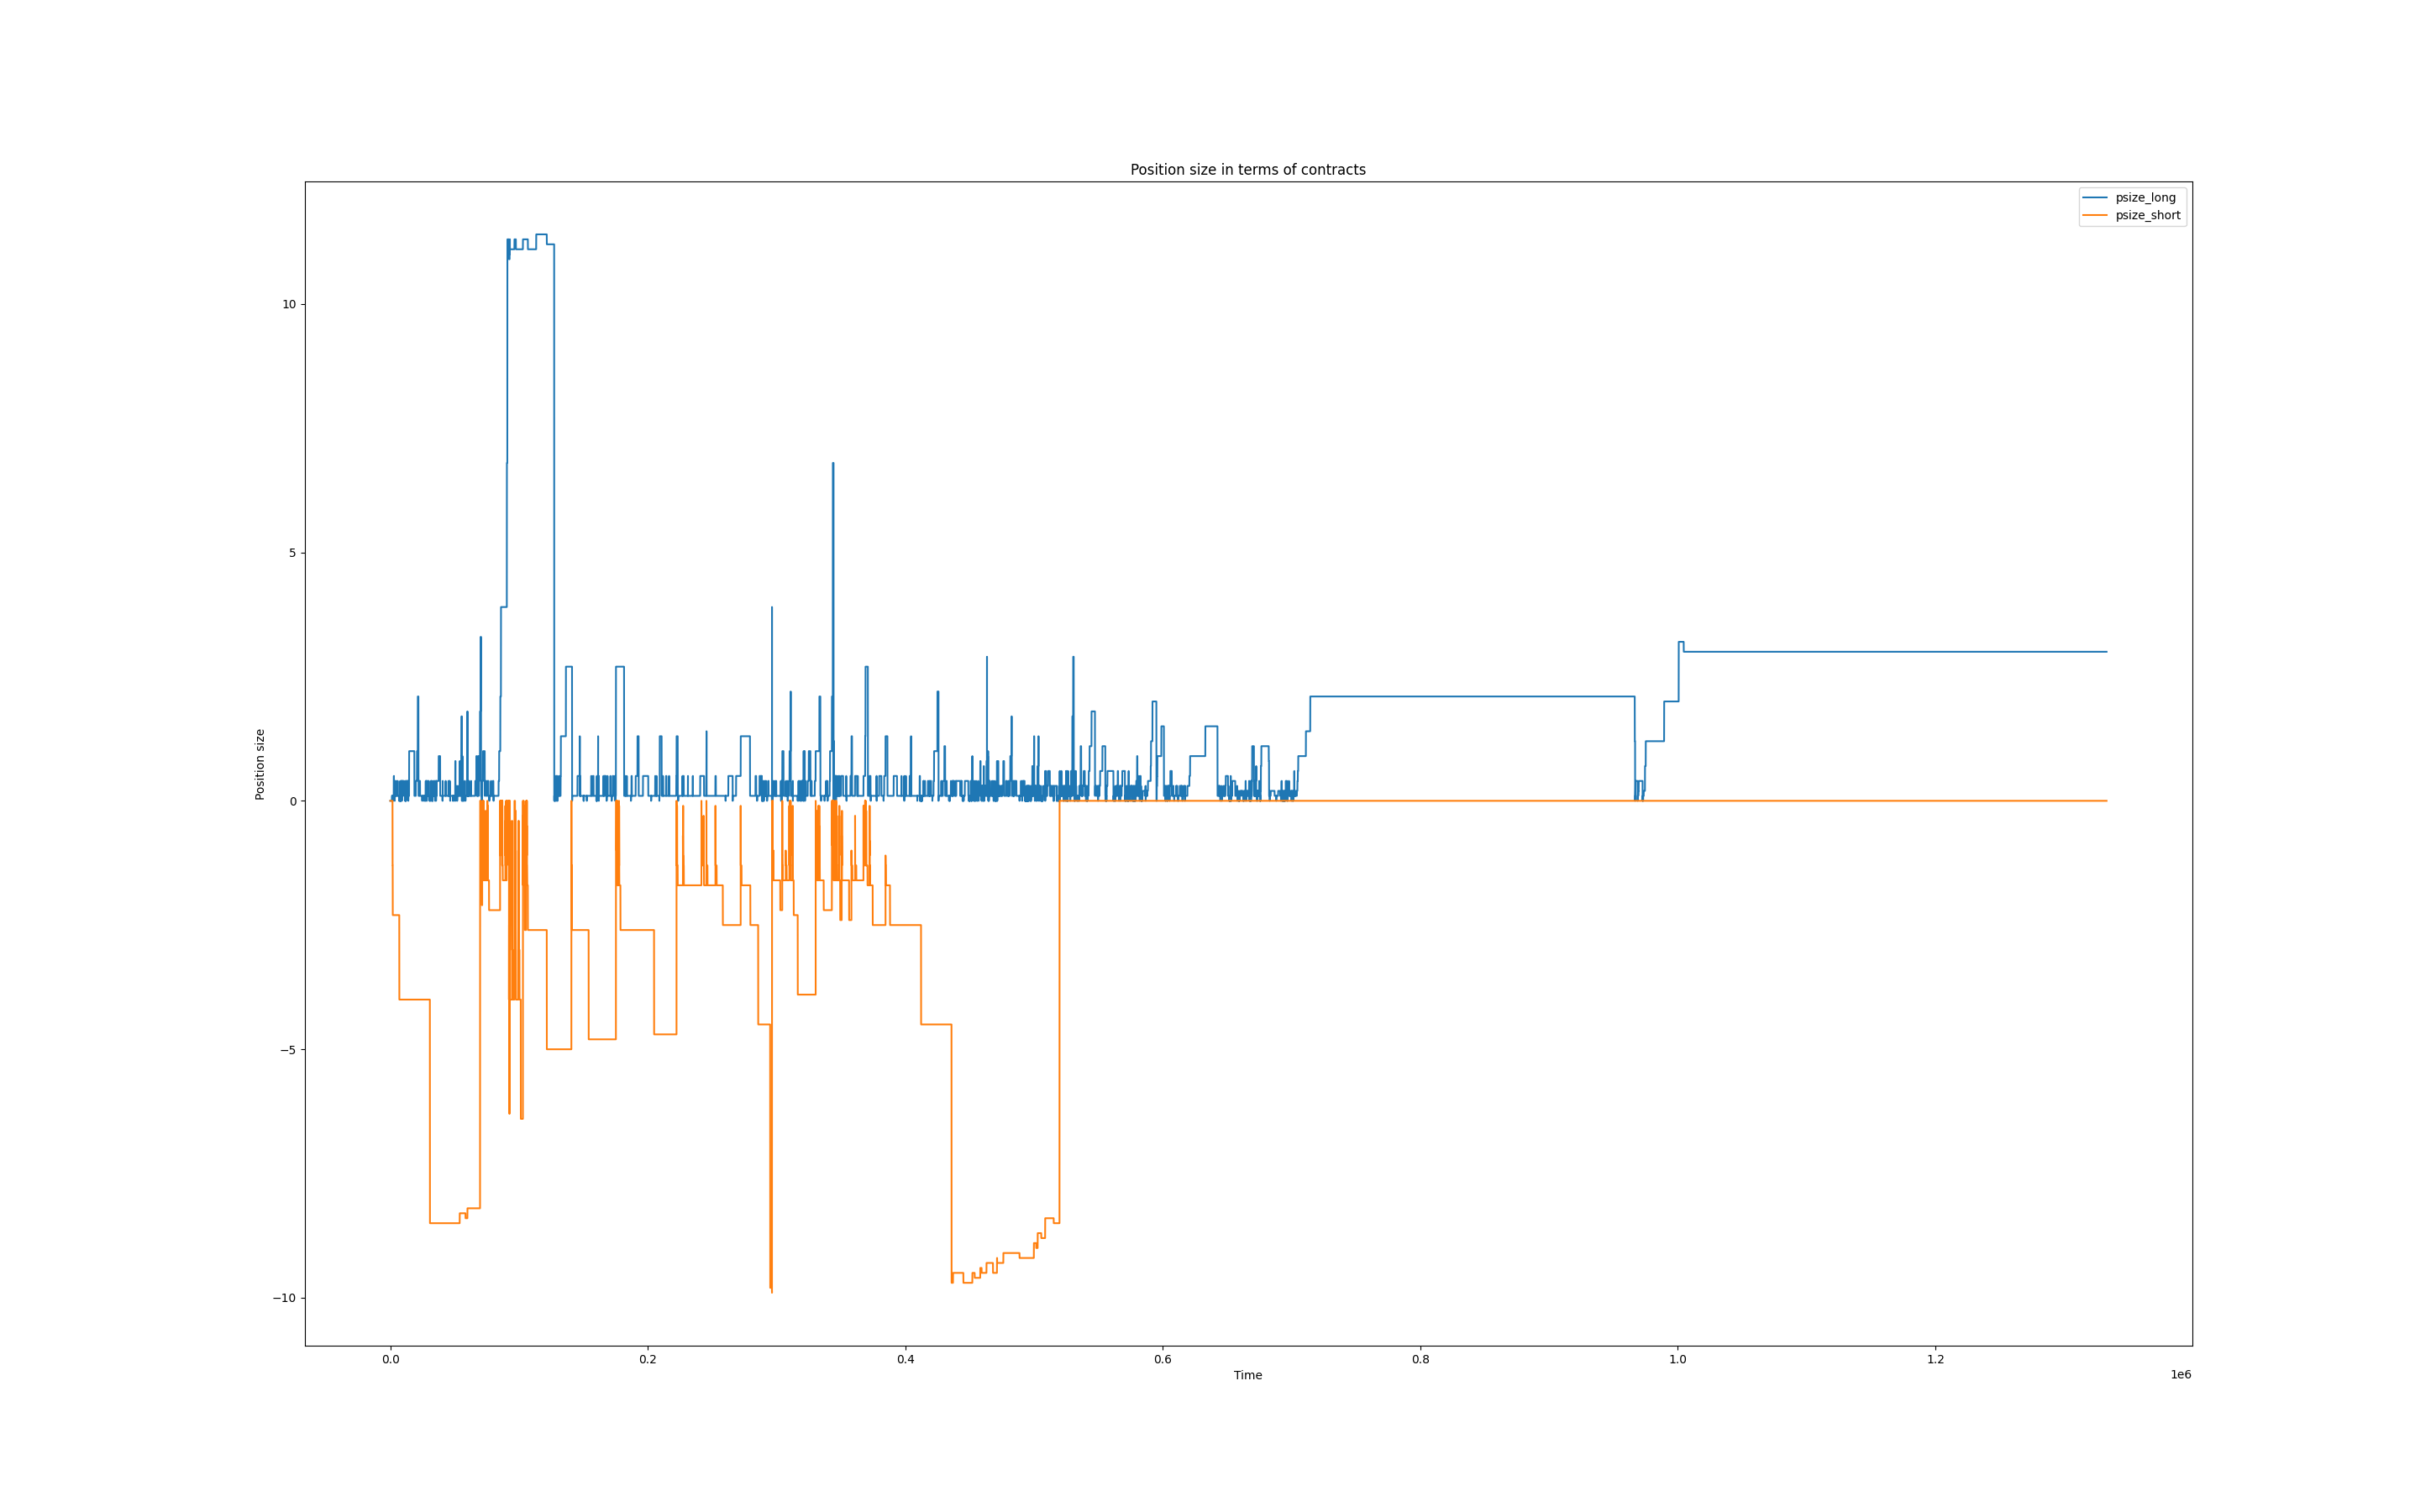 Position size in terms of contracts
psize_long
psize_short
Position size
10
5
0
−5
−10
0.0
0.2
0.4
0.6
0.8
1.0
1.2
1e6
Time